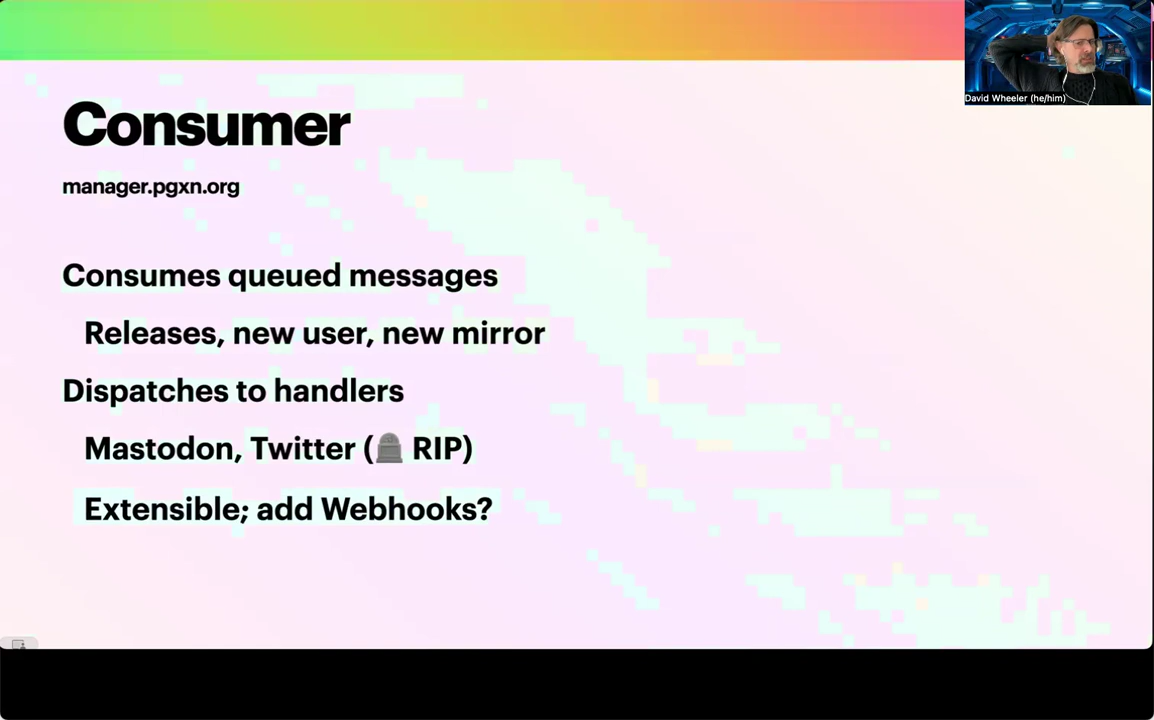 David Wheeler (he/him)
Consumer
manager.pgxn.org
Consumes queued messages
Releases, new user, new mirror
Dispatches to handlers
Mastodon, Twitter (🪦 RIP)
Extensible; add Webhooks?